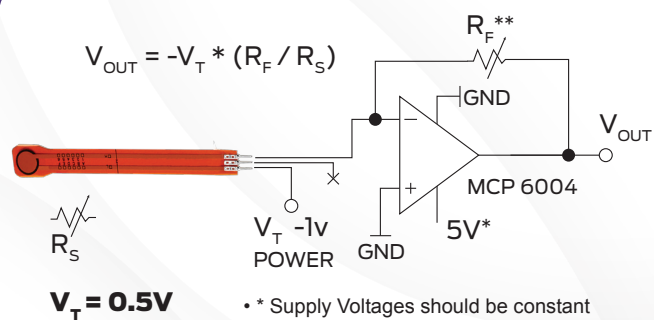 V_OUT = -V_T * (R_F / R_S)
R_F**
GND
−
+
V_OUT
MCP 6004
5V*
GND
V_T -1v
POWER
R_S
V_T = 0.5V
• * Supply Voltages should be constant